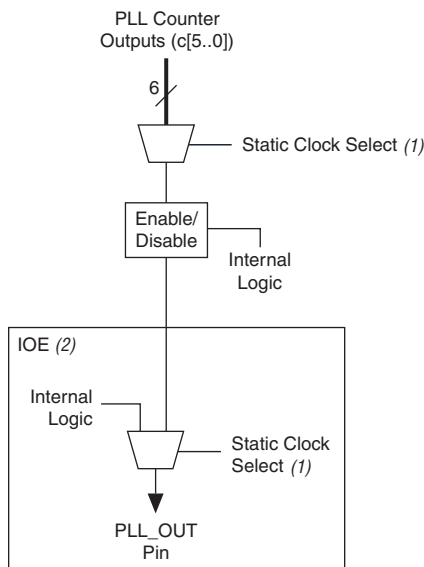 PLL Counter
Outputs (c[5..0])
6
Static Clock Select (1)
Enable/
Disable
Internal
Logic
IOE (2)
Internal
Logic
Static Clock
Select (1)
PLL_OUT
Pin